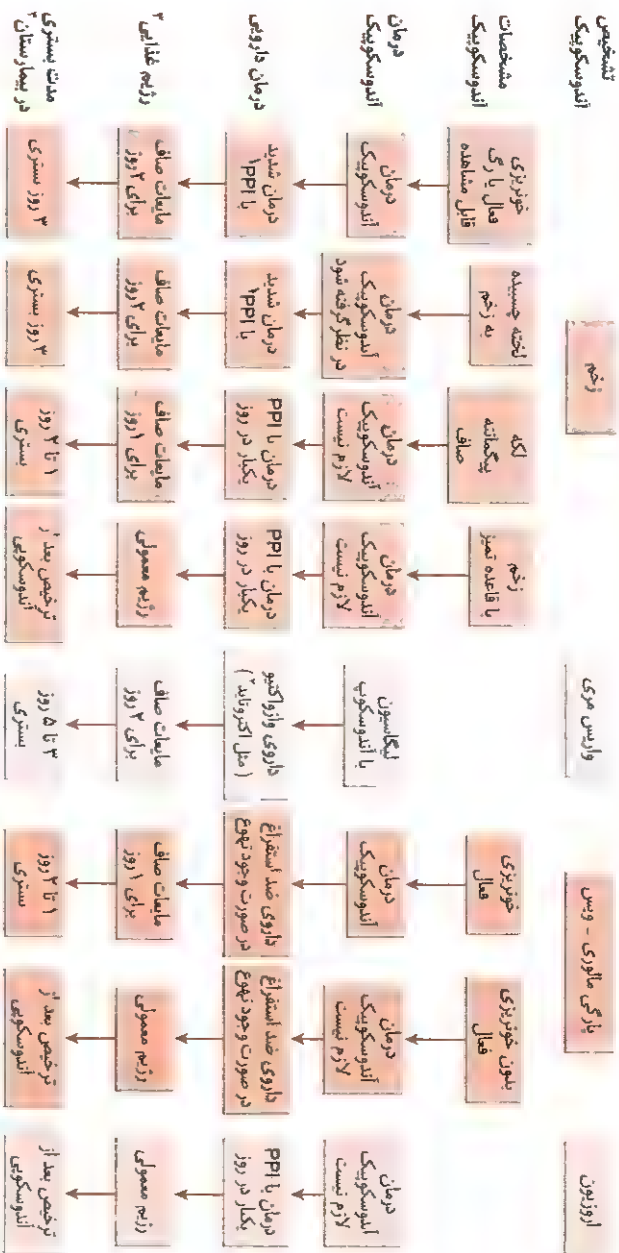 تشخیص
آندوسکوپیک
زخم
واریس مری
پارگی مالوری - ویس
اروزیون
مشخصات
آندوسکوپیک
خونریزی
فعال یا رگ
قابل مشاهده
لخته چسبیده
به زخم
لکه
پیگمانته
صاف
زخم
با قاعده تمیز
خونریزی
فعال
بدون خونریزی
فعال
درمان
آندوسکوپیک
درمان
آندوسکوپیک
درمان
آندوسکوپیک
در نظر گرفته شود
درمان
آندوسکوپیک
لازم نیست
درمان
آندوسکوپیک
لازم نیست
لیگاسیون
با آندوسکوپ
درمان
آندوسکوپیک
درمان
آندوسکوپیک
لازم نیست
درمان
آندوسکوپیک
لازم نیست
درمان دارویی
درمان شدید
با PPI۱
درمان شدید
با PPI۱
درمان با PPI
یکبار در روز
درمان با PPI
یکبار در روز
داروی وازواکتیو
(مثل اکتروتاید۲)
داروی ضد استفراغ
در صورت وجود تهوع
داروی ضد استفراغ
در صورت وجود تهوع
درمان با PPI
یکبار در روز
رژیم غذایی ۳
مایعات صاف
برای ۲ روز
مایعات صاف
برای ۲ روز
مایعات صاف
برای ۱ روز
رژیم معمولی
مایعات صاف
برای ۲ روز
مایعات صاف
برای ۱ روز
رژیم معمولی
رژیم معمولی
مدت بستری
در بیمارستان ۴
۳ روز بستری
۳ روز بستری
۱ تا ۲ روز
بستری
ترخیص بعد از
آندوسکوپی
۳ تا ۵ روز
بستری
۱ تا ۲ روز
بستری
ترخیص بعد از
آندوسکوپی
ترخیص بعد از
آندوسکوپی